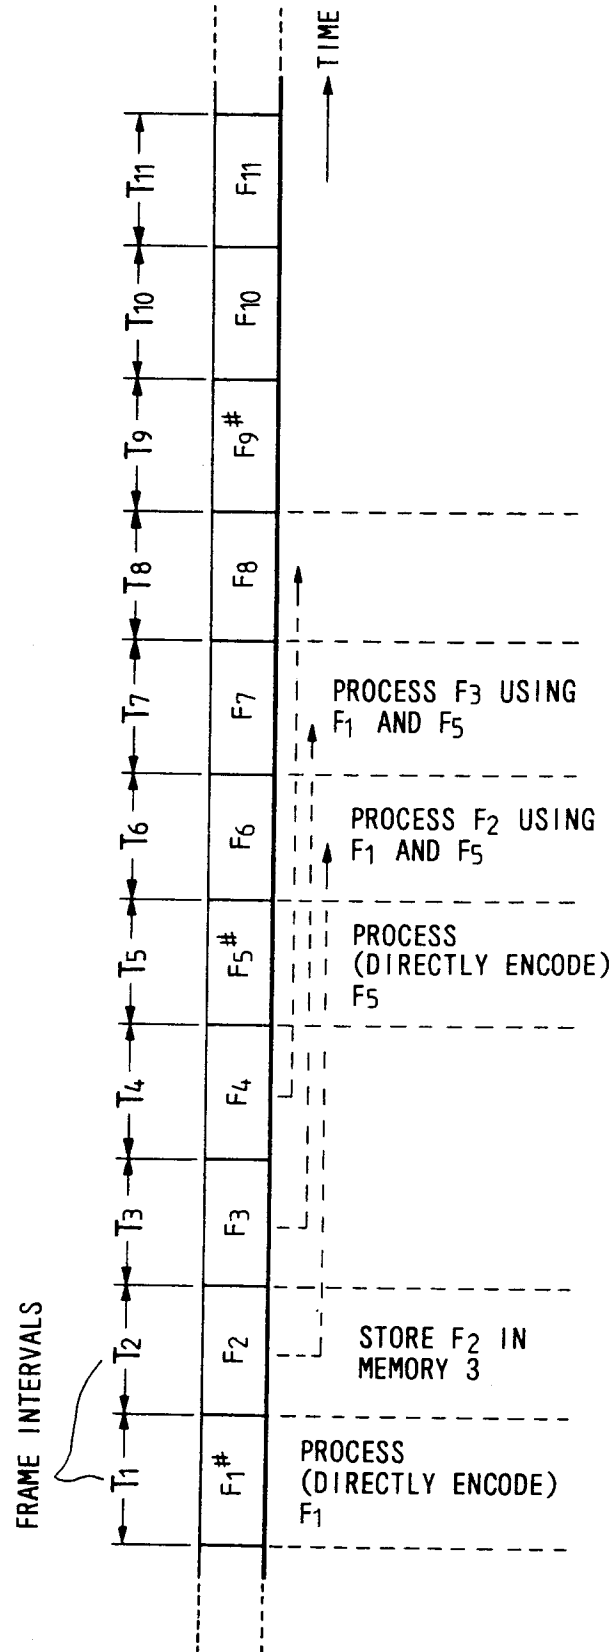 TIME
T11
F11
T10
F10
T9
F9#
T8
F8
T7
F7
PROCESS F3 USING
F1 AND F5
T6
F6
PROCESS F2 USING
F1 AND F5
T5
F5#
PROCESS
(DIRECTLY ENCODE)
F5
T4
F4
T3
F3
FRAME INTERVALS
T2
F2
STORE F2 IN
MEMORY 3
T1
F1#
PROCESS
(DIRECTLY ENCODE)
F1